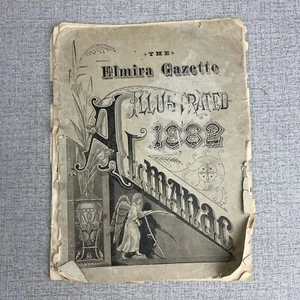 THE
Elmira Gazette
ILLUSTRATED
1882
ALMANAC